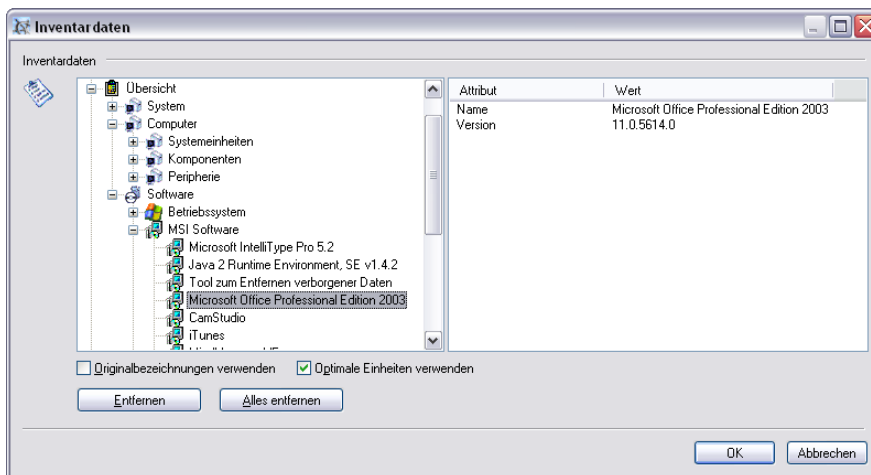 Inventardaten
Inventardaten
Übersicht
System
Computer
Systemeinheiten
Komponenten
Peripherie
Software
Betriebssystem
MSI Software
Microsoft IntelliType Pro 5.2
Java 2 Runtime Environment, SE v1.4.2
Tool zum Entfernen verborgener Daten
Microsoft Office Professional Edition 2003
CamStudio
iTunes
Attribut Wert
Name Microsoft Office Professional Edition 2003
Version 11.0.5614.0
Originalbezeichnungen verwenden Optimale Einheiten verwenden
Entfernen Alles entfernen
OK Abbrechen